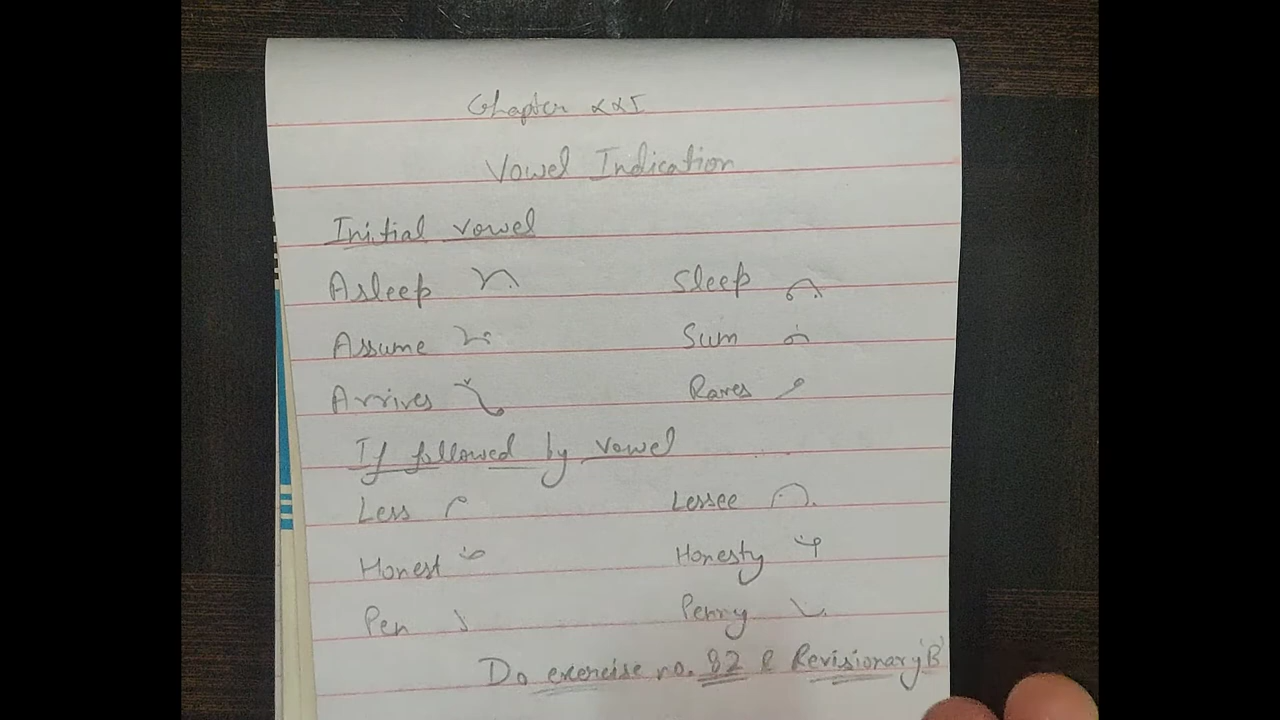 Chapter XXI
Vowel Indication
Initial vowel
Asleep Sleep
Assume Sum
Arrives
If followed by vowel
Less Lessee
Honest Honesty
Pen Penny
Do exercise no. 82 & Revisionary 'B'